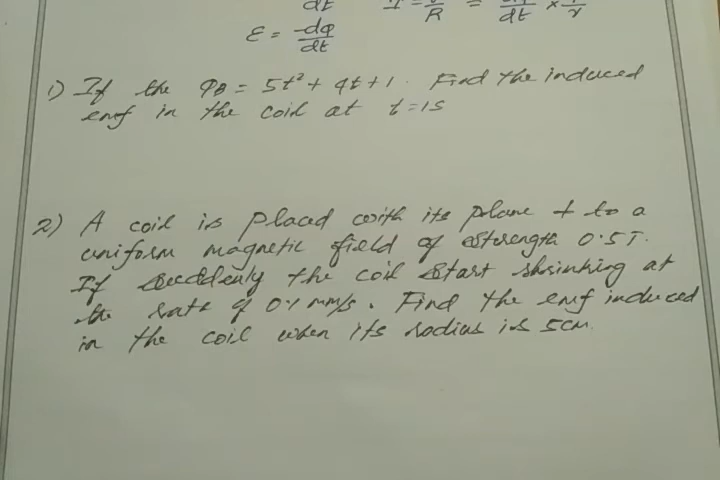 I = R = dt × r
ε = -dφ/dt
1) If the φB = 5t² + 4t + 1. Find the induced
emf in the coil at t = 1s
2) A coil is placed with its plane ⊥ to a
uniform magnetic field of strength 0.5T.
If suddenly the coil start shrinking at
the rate of 0.1 mm/s. Find the emf induced
in the coil when its radius is 5cm.